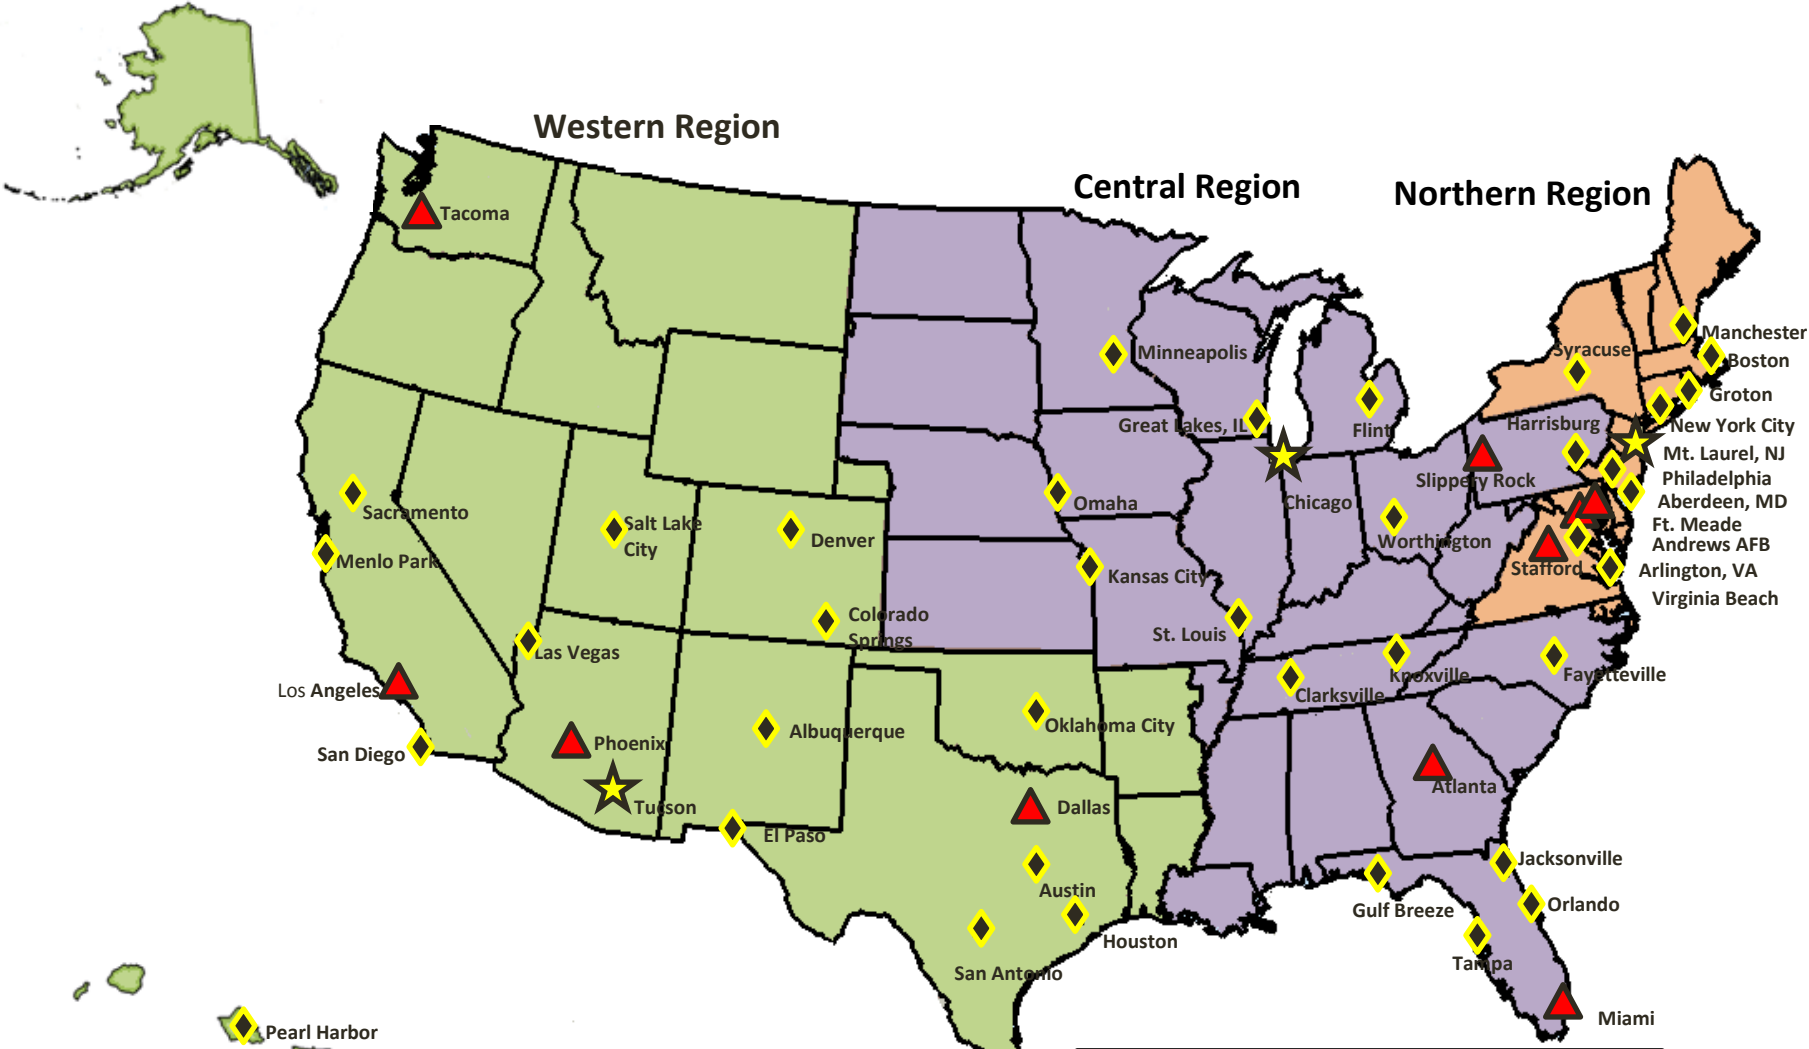 Western Region
Central Region
Northern Region
Tacoma
Minneapolis
Syracuse
Manchester
Boston
Groton
Great Lakes, IL
Flint
Harrisburg
New York City
Mt. Laurel, NJ
Slippery Rock
Philadelphia
Sacramento
Omaha
Chicago
Aberdeen, MD
Salt Lake
City
Denver
Worthington
Ft. Meade
Andrews AFB
Menlo Park
Kansas City
Stafford
Arlington, VA
Virginia Beach
Colorado
Springs
St. Louis
Las Vegas
Clarksville
Knoxville
Fayetteville
Los Angeles
San Diego
Phoenix
Albuquerque
Oklahoma City
Tucson
Dallas
Atlanta
El Paso
Jacksonville
Austin
Gulf Breeze
Orlando
Houston
San Antonio
Tampa
Miami
Pearl Harbor